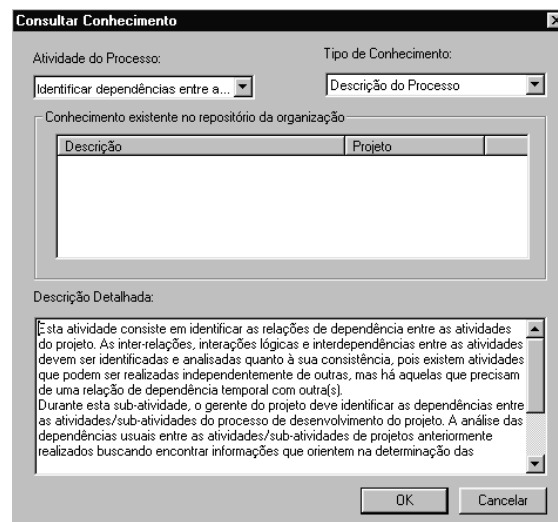 Consultar Conhecimento
Atividade do Processo:
Tipo de Conhecimento:
Identificar dependências entre a...
Descrição do Processo
Conhecimento existente no repositório da organização
Descrição
Projeto
Descrição Detalhada:
Esta atividade consiste em identificar as relações de dependência entre as atividades
do projeto. As inter-relações, interações lógicas e interdependências entre as atividades
devem ser identificadas e analisadas quanto à sua consistência, pois existem atividades
que podem ser realizadas independentemente de outras, mas há aquelas que precisam
de uma relação de dependência temporal com outra(s).
Durante esta sub-atividade, o gerente do projeto deve identificar as dependências entre
as atividades/sub-atividades do processo de desenvolvimento do projeto. A análise das
dependências usuais entre as atividades/sub-atividades de projetos anteriormente
realizados buscando encontrar informações que orientem na determinação das
OK
Cancelar